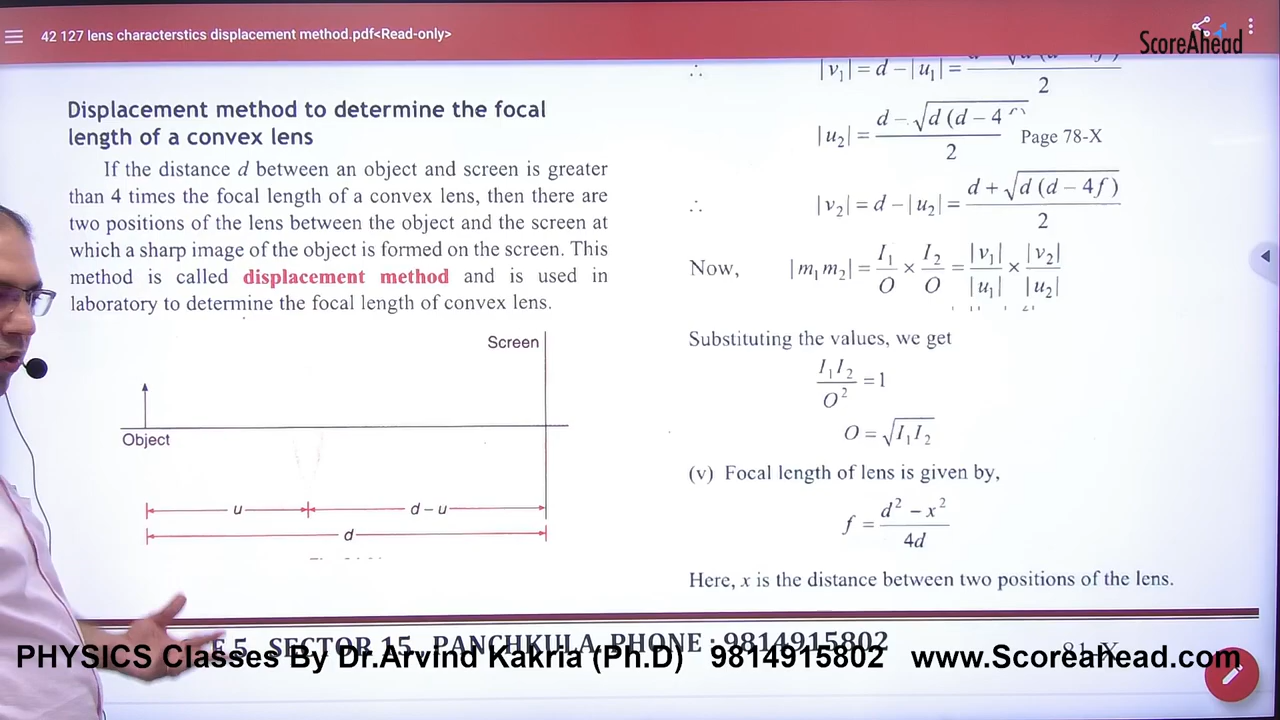 42 127 lens characterstics displacement method.pdf<Read-only>
ScoreAhead
Displacement method to determine the focal
length of a convex lens
If the distance d between an object and screen is greater
than 4 times the focal length of a convex lens, then there are
two positions of the lens between the object and the screen at
which a sharp image of the object is formed on the screen. This
method is called displacement method and is used in
laboratory to determine the focal length of convex lens.
Screen
Object
u
d – u
d
∴ |v₁| = d – |u₁| = 2
|u₂| = d – √d (d – 4 / 2
Page 78-X
∴ |v₂| = d – |u₂| = (d + √(d (d – 4f))) / 2
Now, |m₁ m₂| = I₁/O × I₂/O = |v₁|/|u₁| × |v₂|/|u₂|
Substituting the values, we get
I₁ I₂ / O² = 1
O = √(I₁ I₂)
(v) Focal length of lens is given by,
f = (d² – x²) / 4d
Here, x is the distance between two positions of the lens.
5, SECTOR 15, PANCHKULA, PHONE : 9814915802
81-X
PHYSICS Classes By Dr.Arvind Kakria (Ph.D) 9814915802 www.Scoreahead.com